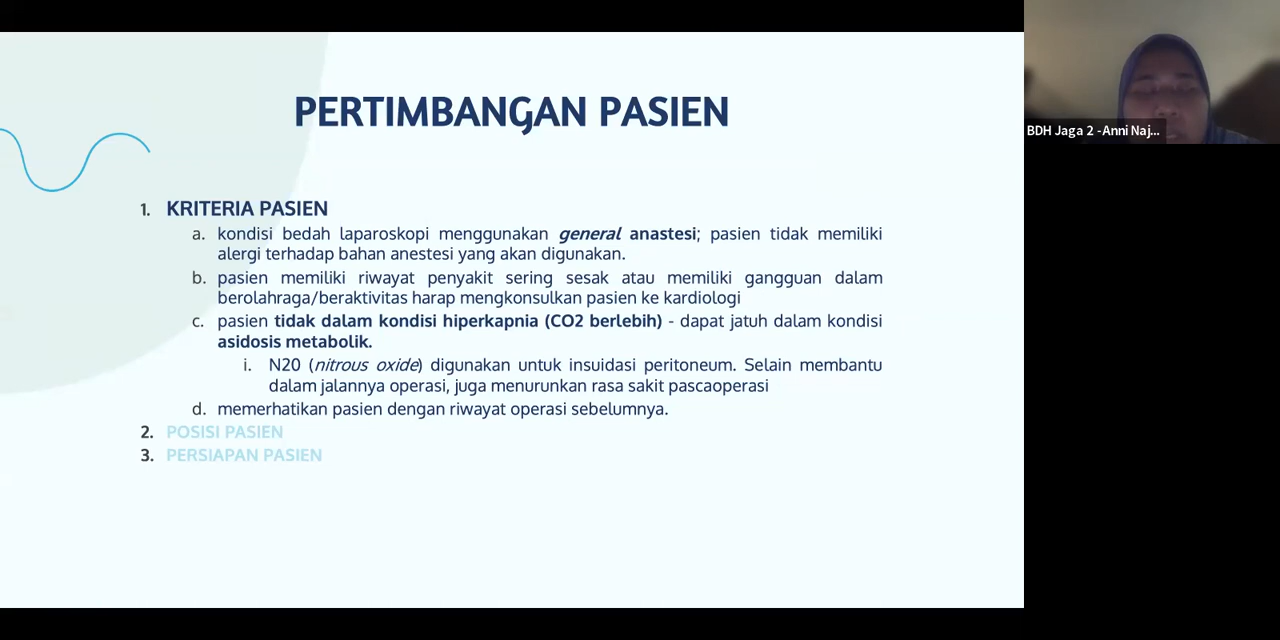 PERTIMBANGAN PASIEN
1. KRITERIA PASIEN
a. kondisi bedah laparoskopi menggunakan general anastesi; pasien tidak memiliki
alergi terhadap bahan anestesi yang akan digunakan.
b. pasien memiliki riwayat penyakit sering sesak atau memiliki gangguan dalam
berolahraga/beraktivitas harap mengkonsulkan pasien ke kardiologi
c. pasien tidak dalam kondisi hiperkapnia (CO2 berlebih) - dapat jatuh dalam kondisi
asidosis metabolik.
i. N20 (nitrous oxide) digunakan untuk insuidasi peritoneum. Selain membantu
dalam jalannya operasi, juga menurunkan rasa sakit pascaoperasi
d. memerhatikan pasien dengan riwayat operasi sebelumnya.
2. POSISI PASIEN
3. PERSIAPAN PASIEN
BDH Jaga 2 -Anni Naj...